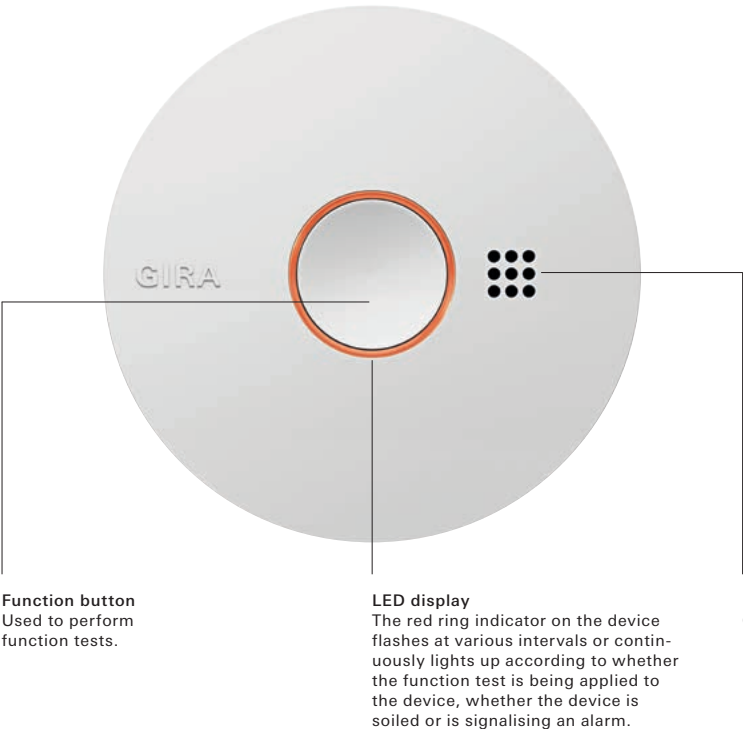 GIRA
Function button
Used to perform
function tests.
LED display
The red ring indicator on the device
flashes at various intervals or contin-
uously lights up according to whether
the function test is being applied to
the device, whether the device is
soiled or is signalising an alarm.